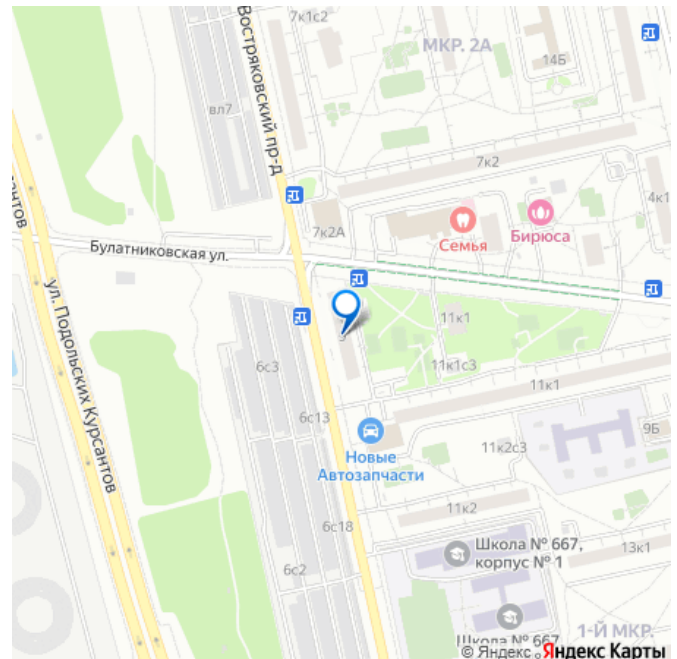 7к1с2
Востряковский пр-д
МКР. 2А
14Б
вл7
7к2
4к1
7к2А
Семья
Бирюса
сантов
Булатниковская ул.
ул. Подольских Курсантов
11к1
6с3
11к1с3
11к1
6с13
9Б
Новые
Автозапчасти
11к2с3
11к2
6с18
Школа № 667,
корпус № 1
13к1
6с2
1-Й МКР.
Школа № 667
© Яндекс Яндекс Карты